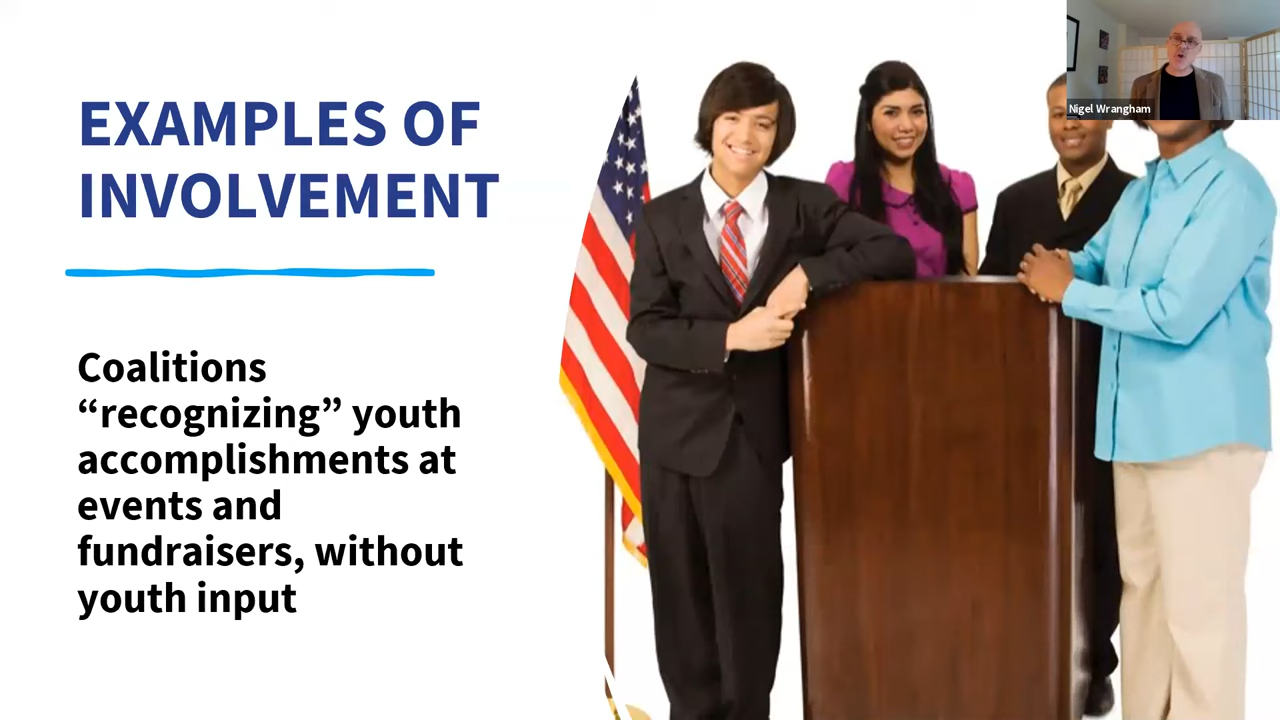 EXAMPLES OF
INVOLVEMENT
Coalitions
“recognizing” youth
accomplishments at
events and
fundraisers, without
youth input
Nigel Wrangham